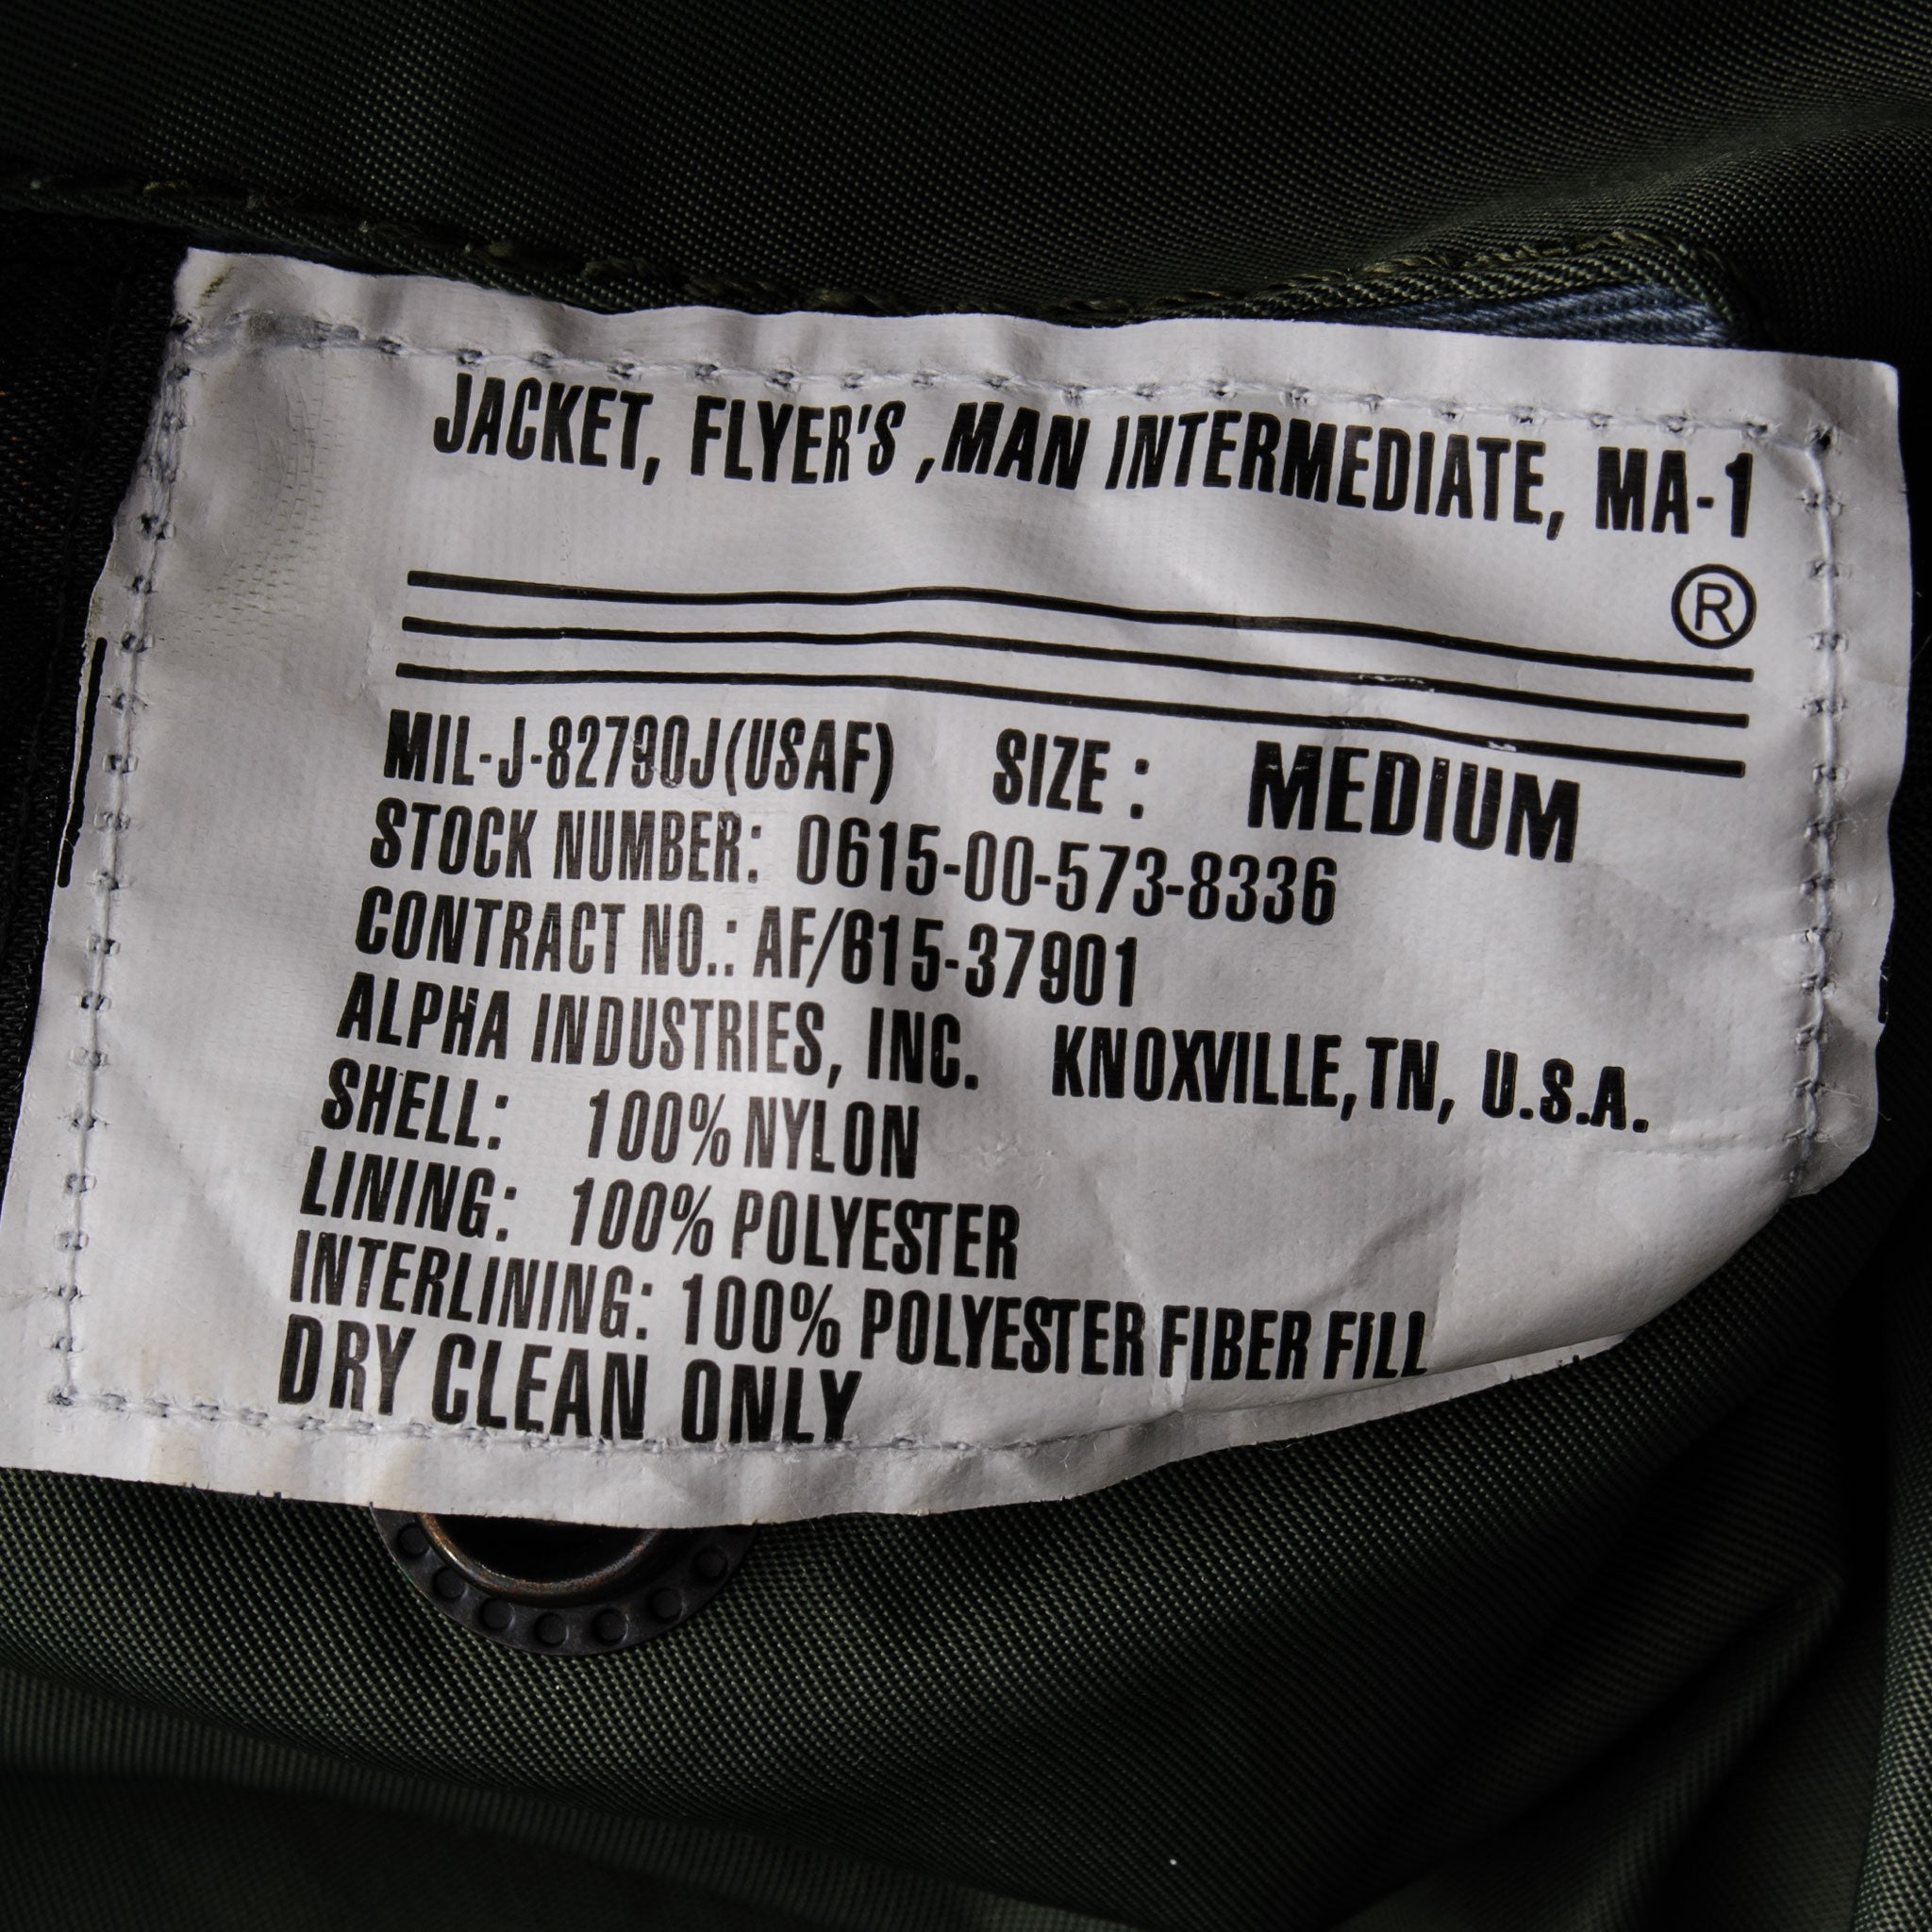 JACKET, FLYER'S ,MAN INTERMEDIATE, MA-1
®
MIL-J-82790J(USAF) SIZE : MEDIUM
STOCK NUMBER: 0615-00-573-8336
CONTRACT NO.: AF/615-37901
ALPHA INDUSTRIES, INC. KNOXVILLE,TN, U.S.A.
SHELL: 100% NYLON
LINING: 100% POLYESTER
INTERLINING: 100% POLYESTER FIBER FILL
DRY CLEAN ONLY